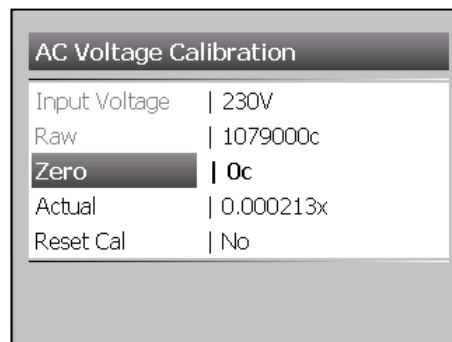 AC Voltage Calibration
Input Voltage | 230V
Raw | 1079000c
Zero | 0c
Actual | 0.000213x
Reset Cal | No